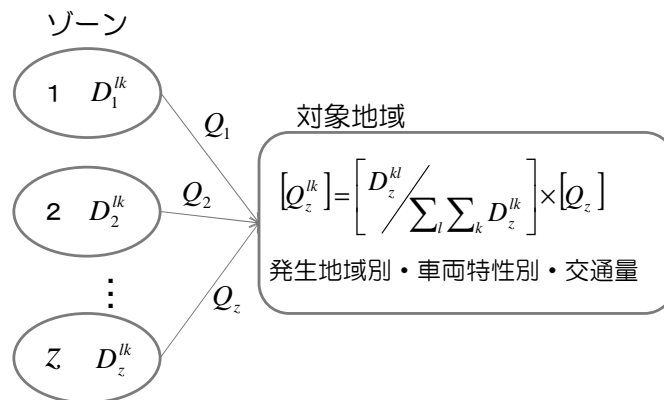 ゾーン
1 D_1^{lk}
Q_1
2 D_2^{lk}
Q_2
⋮
z D_z^{lk}
Q_z
対象地域
[Q_z^{lk}]=[D_z^{kl}/∑_l∑_k D_z^{lk}]×[Q_z]
発生地域別・車両特性別・交通量